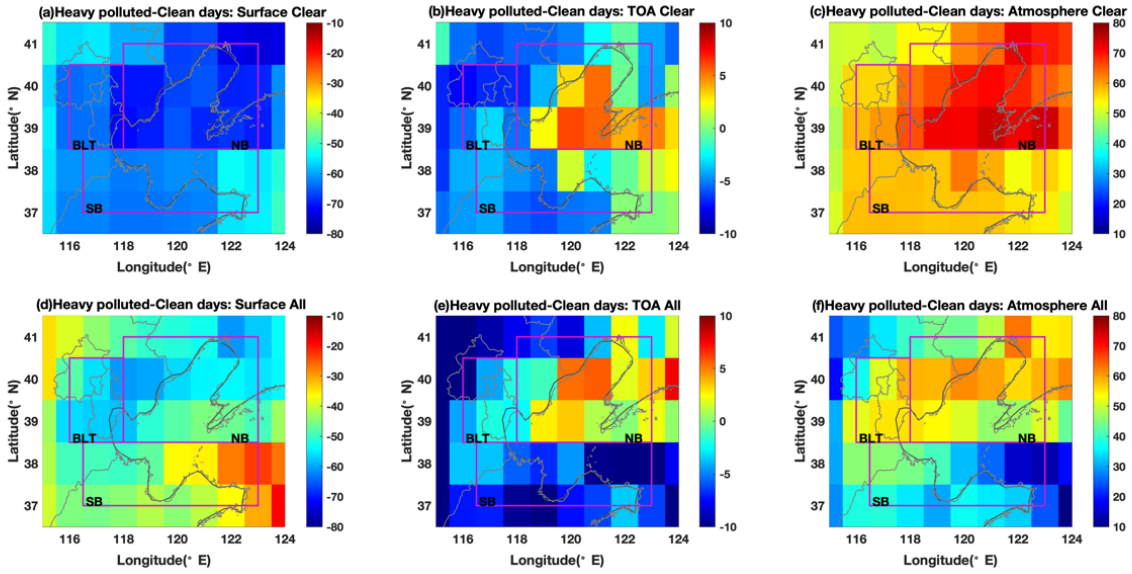 (a)Heavy polluted-Clean days: Surface Clear
(b)Heavy polluted-Clean days: TOA Clear
(c)Heavy polluted-Clean days: Atmosphere Clear
41
40
39
38
37
Latitude(° N)
BLT
NB
SB
116 118 120 122 124
Longitude(° E)
-10
-20
-30
-40
-50
-60
-70
-80
41
40
39
38
37
Latitude(° N)
BLT
NB
SB
116 118 120 122 124
Longitude(° E)
10
5
0
-5
-10
41
40
39
38
37
Latitude(° N)
BLT
NB
SB
116 118 120 122 124
Longitude(° E)
80
70
60
50
40
30
20
10
(d)Heavy polluted-Clean days: Surface All
(e)Heavy polluted-Clean days: TOA All
(f)Heavy polluted-Clean days: Atmosphere All
41
40
39
38
37
Latitude(° N)
BLT
NB
SB
116 118 120 122 124
Longitude(° E)
-10
-20
-30
-40
-50
-60
-70
-80
41
40
39
38
37
Latitude(° N)
BLT
NB
SB
116 118 120 122 124
Longitude(° E)
10
5
0
-5
-10
41
40
39
38
37
Latitude(° N)
BLT
NB
SB
116 118 120 122 124
Longitude(° E)
80
70
60
50
40
30
20
10